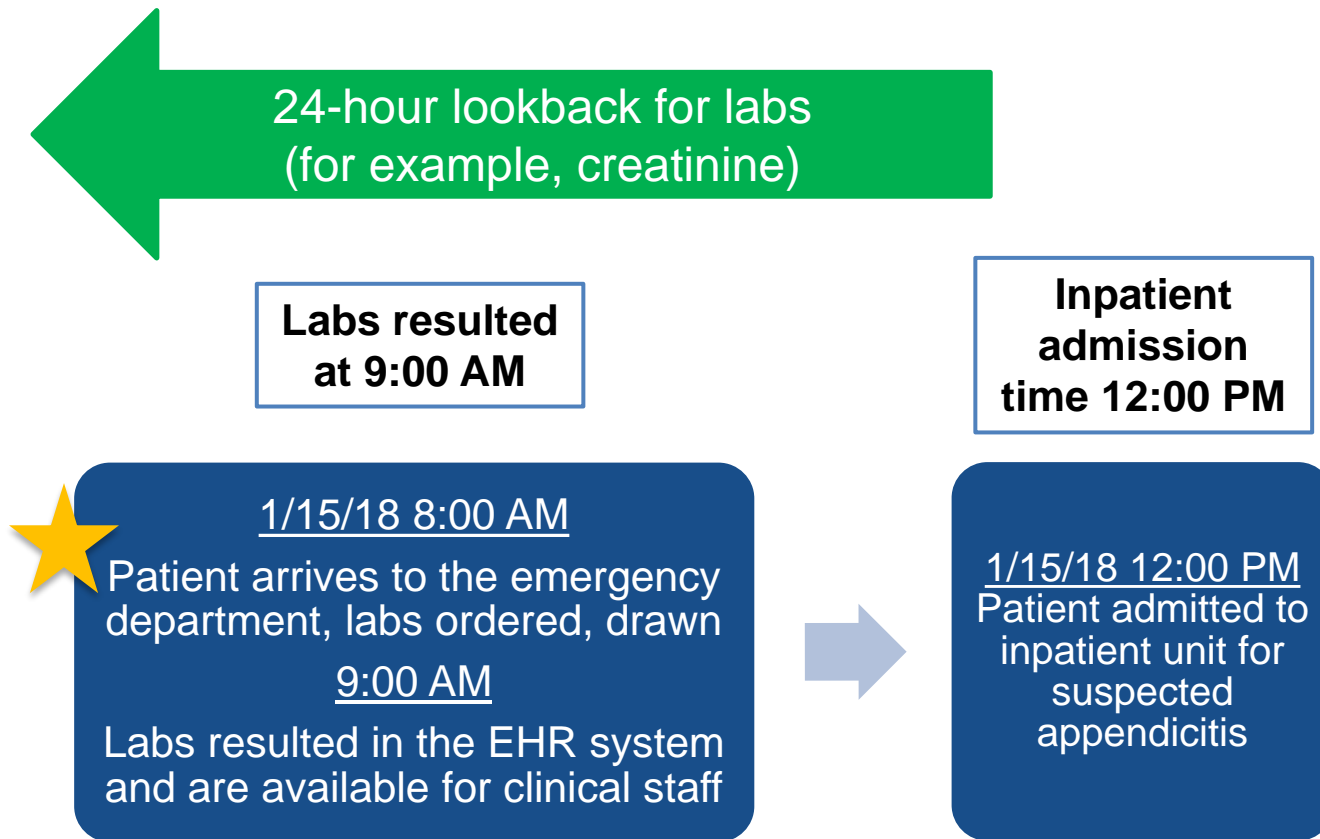 24-hour lookback for labs
(for example, creatinine)
Labs resulted
at 9:00 AM
Inpatient
admission
time 12:00 PM
1/15/18 8:00 AM
Patient arrives to the emergency
department, labs ordered, drawn
9:00 AM
Labs resulted in the EHR system
and are available for clinical staff
1/15/18 12:00 PM
Patient admitted to
inpatient unit for
suspected
appendicitis